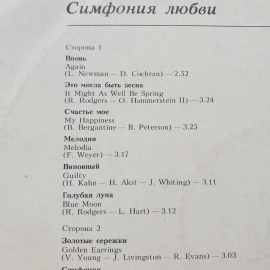 Симфония любви
Сторона 1
Вновь
Again
(L. Newman — D. Cochran) — 2.52
Это могла быть весна
It Might As Well Be Spring
(R. Rodgers — O. Hammerstein II) — 3.24
Счастье мое
My Happiness
(B. Bergantine — B. Peterson) — 3.25
Мелодия
Melodia
(F. Weyer) — 3.17
Виновный
Guilty
(H. Kahn — H. Akst — J. Whiting) — 3.11
Голубая луна
Blue Moon
(R. Rodgers — L. Hart) — 3.12
Сторона 2
Золотые сережки
Golden Earrings
(V. Young — J. Livingston — R. Evans) — 3.03
Симфония